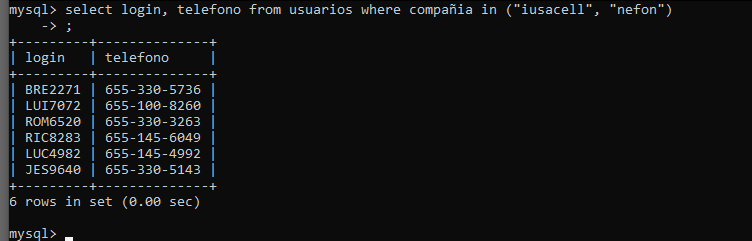 mysql> select login, telefono from usuarios where compañia in ("iusacell", "nefon")
    -> ;
+---------+--------------+
| login   | telefono     |
+---------+--------------+
| BRE2271 | 655-330-5736 |
| LUI7072 | 655-100-8260 |
| ROM6520 | 655-330-3263 |
| RIC8283 | 655-145-6049 |
| LUC4982 | 655-145-4992 |
| JES9640 | 655-330-5143 |
+---------+--------------+
6 rows in set (0.00 sec)
mysql>